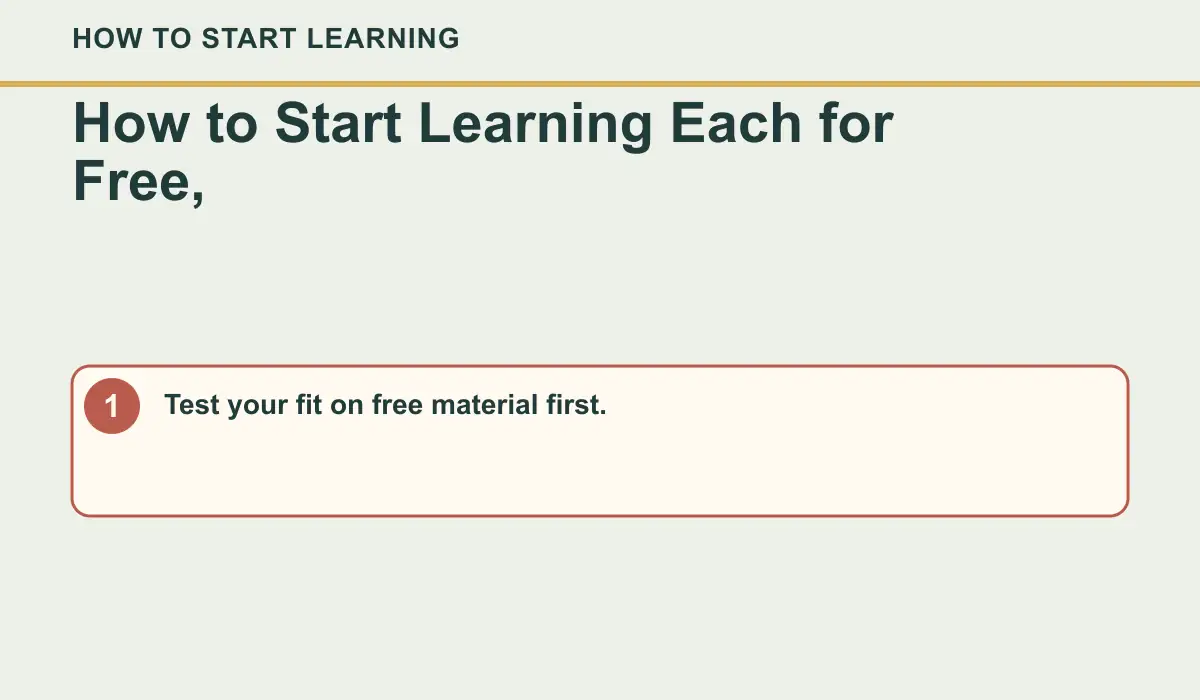 HOW TO START LEARNING
How to Start Learning Each for
Free,
1
Test your fit on free material first.